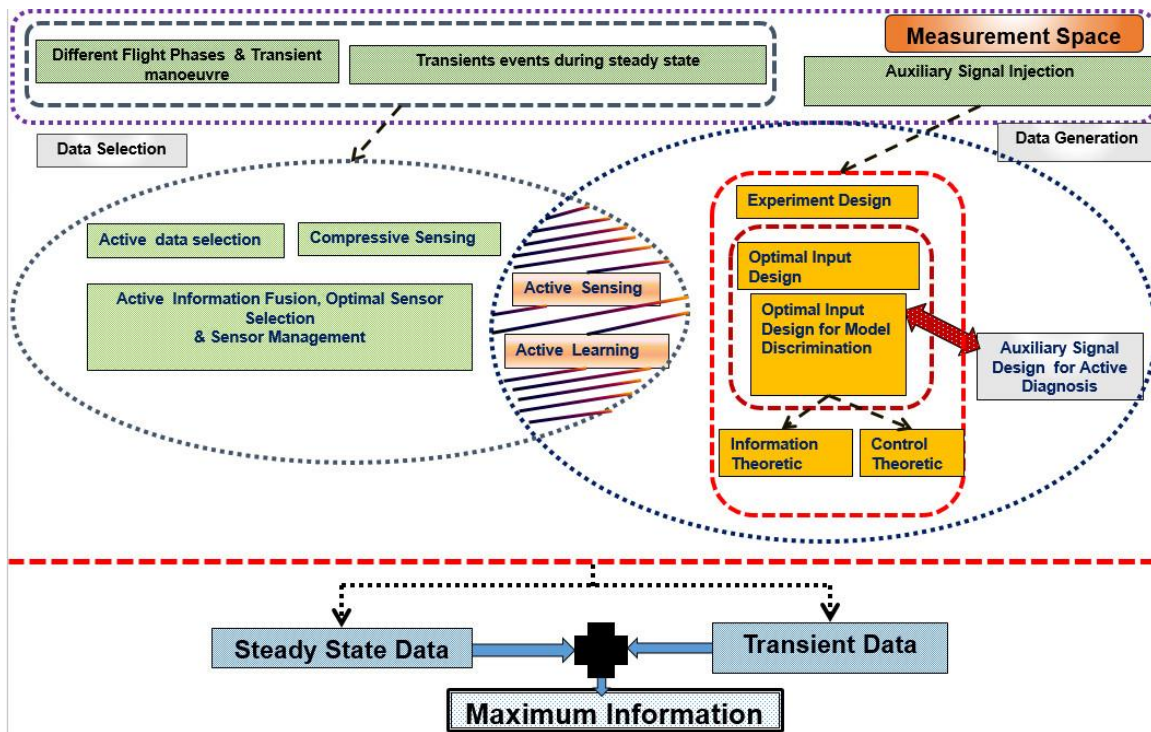 Measurement Space
Different Flight Phases & Transient
manoeuvre
Transients events during steady state
Auxiliary Signal Injection
Data Selection
Data Generation
Experiment Design
Active data selection
Compressive Sensing
Optimal Input
Design
Active Information Fusion, Optimal Sensor
Selection
& Sensor Management
Active Sensing
Active Learning
Optimal Input
Design for Model
Discrimination
Auxiliary Signal
Design for Active
Diagnosis
Information
Theoretic
Control
Theoretic
Steady State Data
Transient Data
Maximum Information